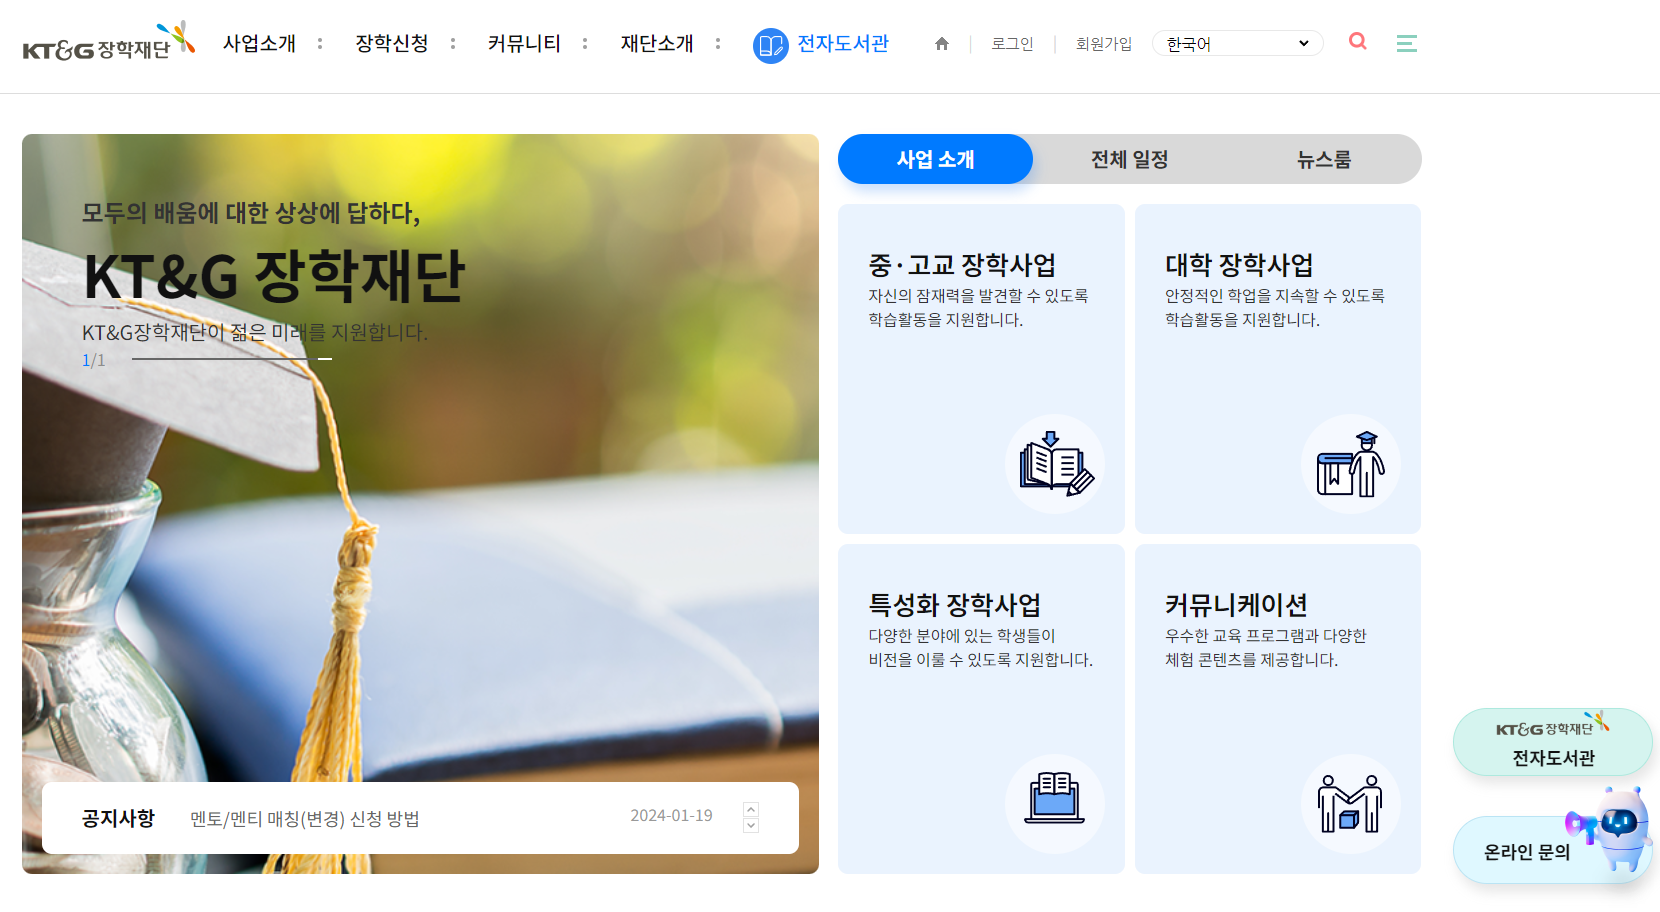 KT&G 장학재단
사업소개
장학신청
커뮤니티
재단소개
전자도서관
로그인
회원가입
한국어
모두의 배움에 대한 상상에 답하다,
KT&G 장학재단
KT&G장학재단이 젊은 미래를 지원합니다.
1/1
공지사항
멘토/멘티 매칭(변경) 신청 방법
2024-01-19
사업 소개
전체 일정
뉴스룸
중·고교 장학사업
자신의 잠재력을 발견할 수 있도록
학습활동을 지원합니다.
대학 장학사업
안정적인 학업을 지속할 수 있도록
학습활동을 지원합니다.
특성화 장학사업
다양한 분야에 있는 학생들이
비전을 이룰 수 있도록 지원합니다.
커뮤니케이션
우수한 교육 프로그램과 다양한
체험 콘텐츠를 제공합니다.
KT&G 장학재단
전자도서관
온라인 문의